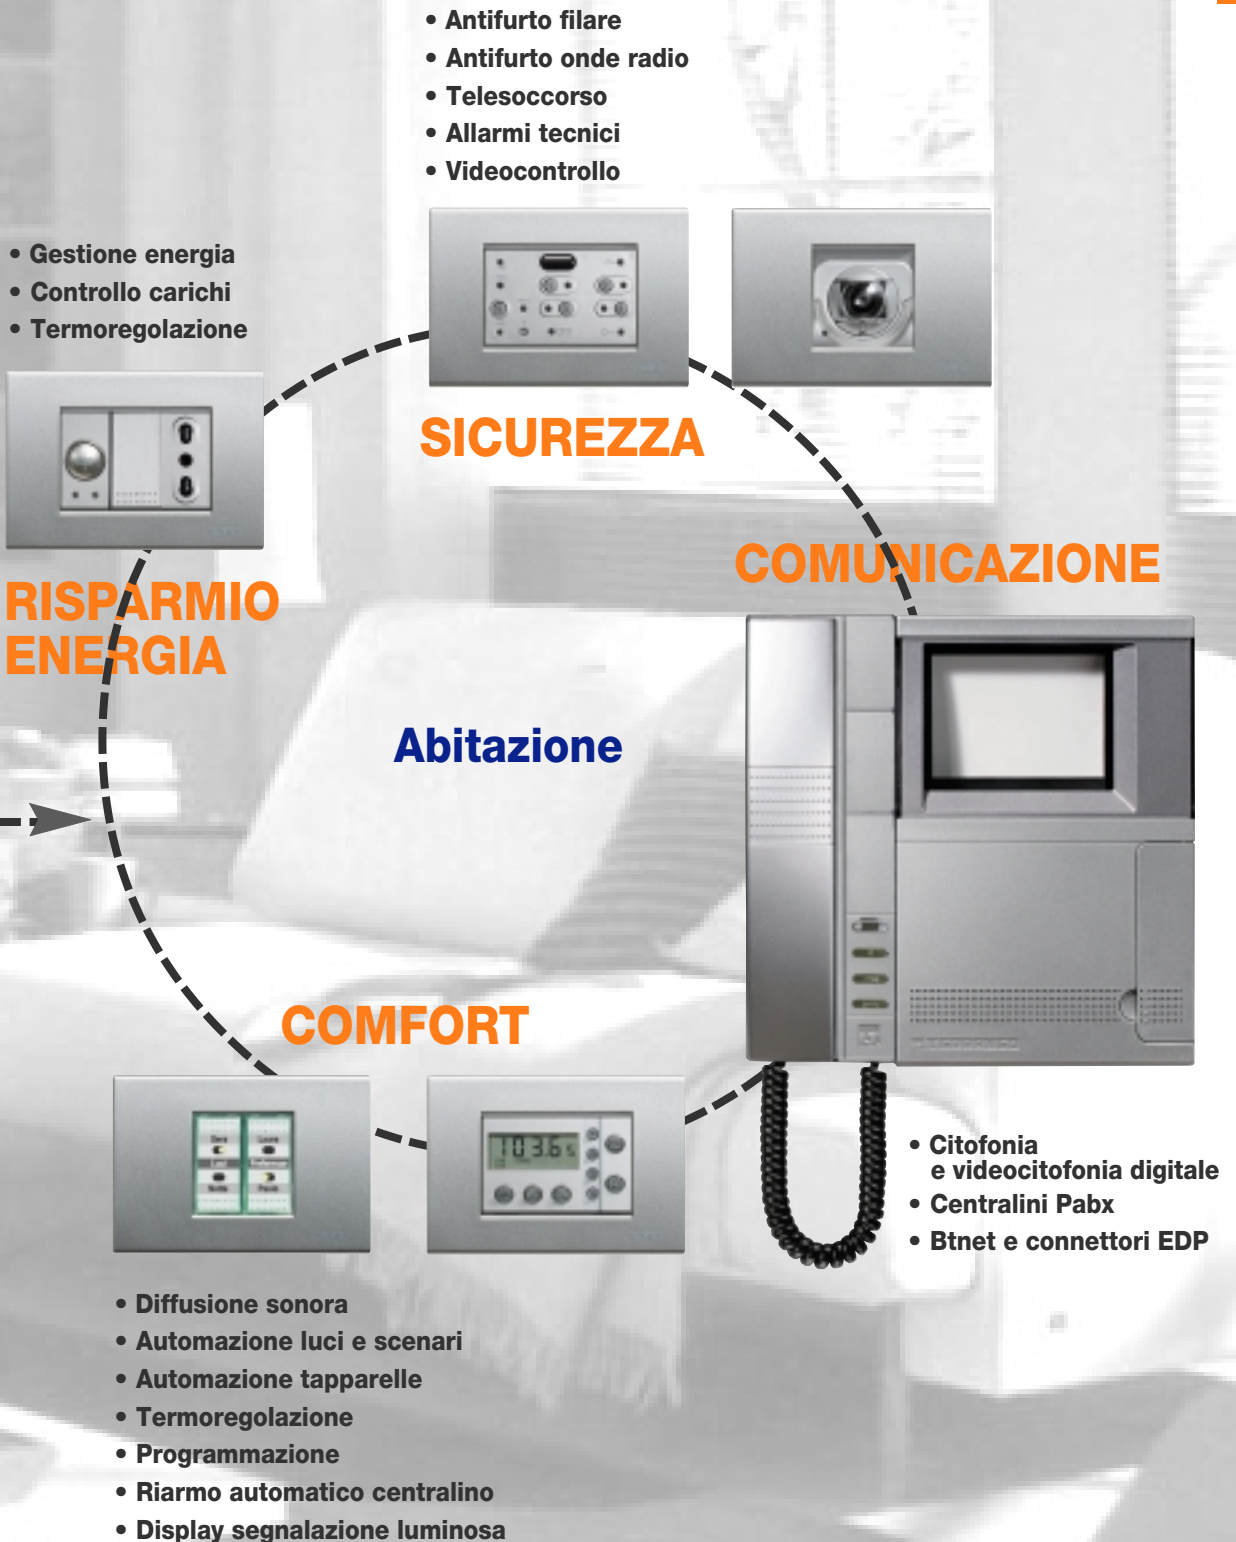 • Antifurto filare
• Antifurto onde radio
• Telesoccorso
• Allarmi tecnici
• Videocontrollo
• Gestione energia
• Controllo carichi
• Termoregolazione
SICUREZZA
COMUNICAZIONE
RISPARMIO
ENERGIA
Abitazione
COMFORT
103.6
• Citofonia
e videocitofonia digitale
• Centralini Pabx
• Btnet e connettori EDP
• Diffusione sonora
• Automazione luci e scenari
• Automazione tapparelle
• Termoregolazione
• Programmazione
• Riarmo automatico centralino
• Display segnalazione luminosa